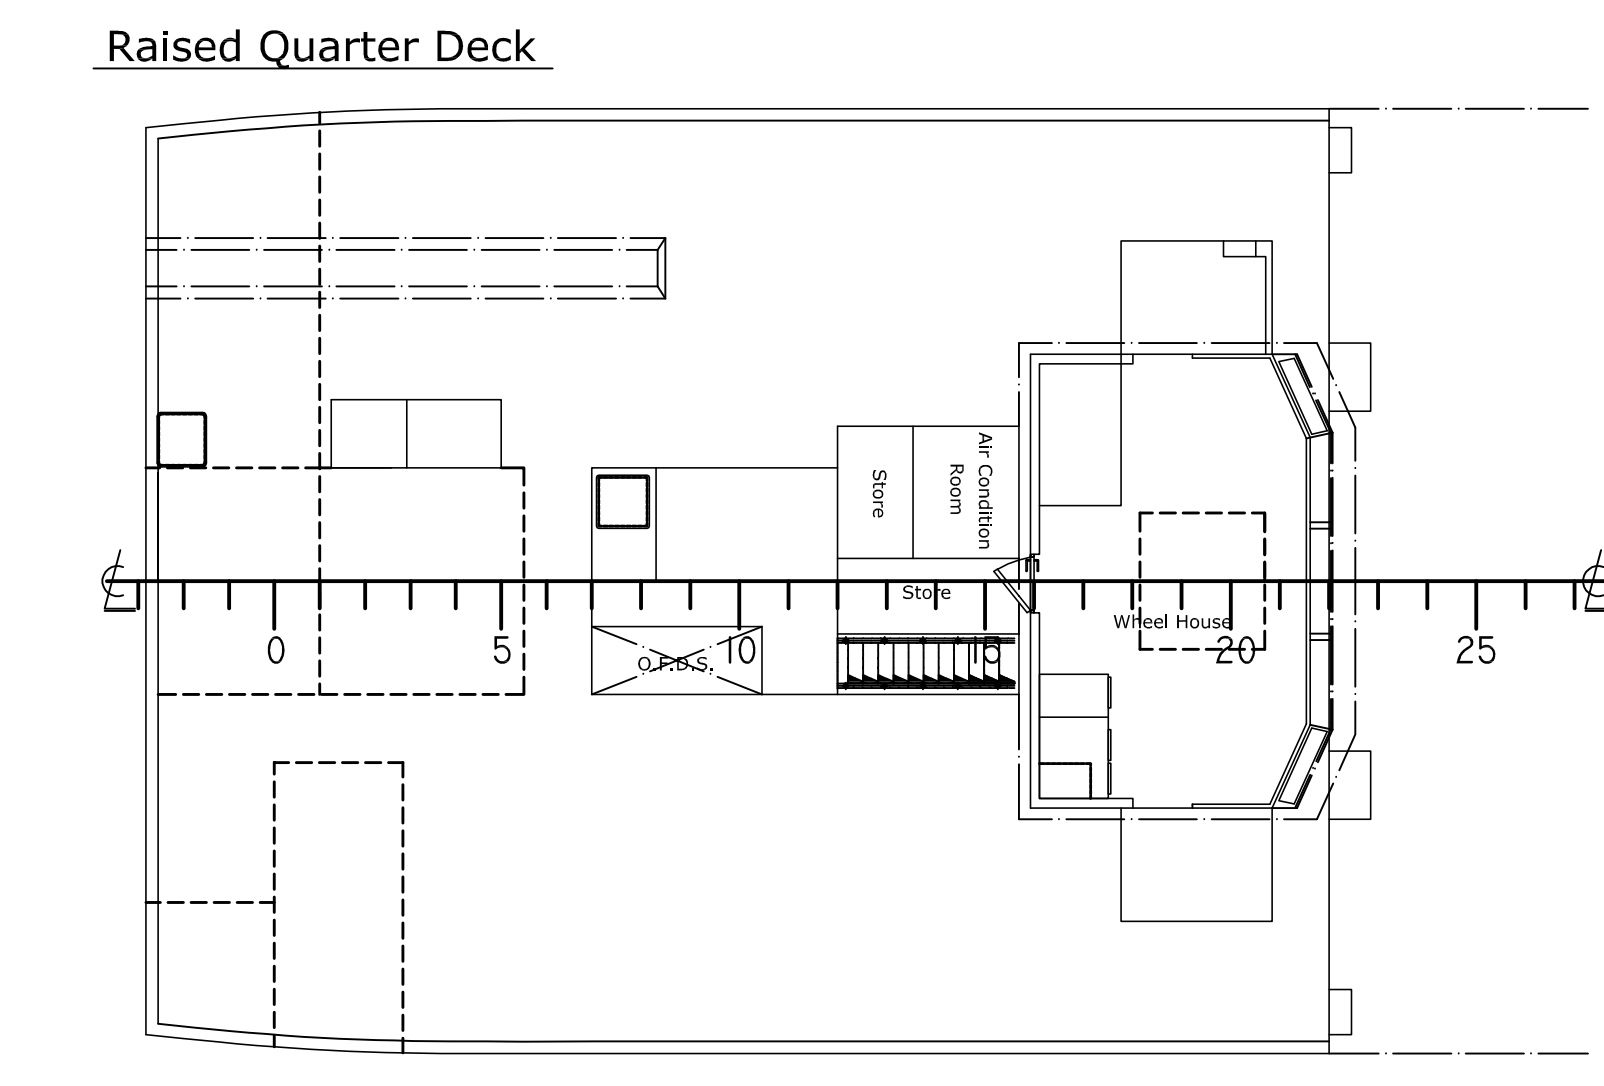 Raised Quarter Deck
Store
Air Condition
Room
Store
Wheel House
O.F.D.S.
0
5
10
15
20
25